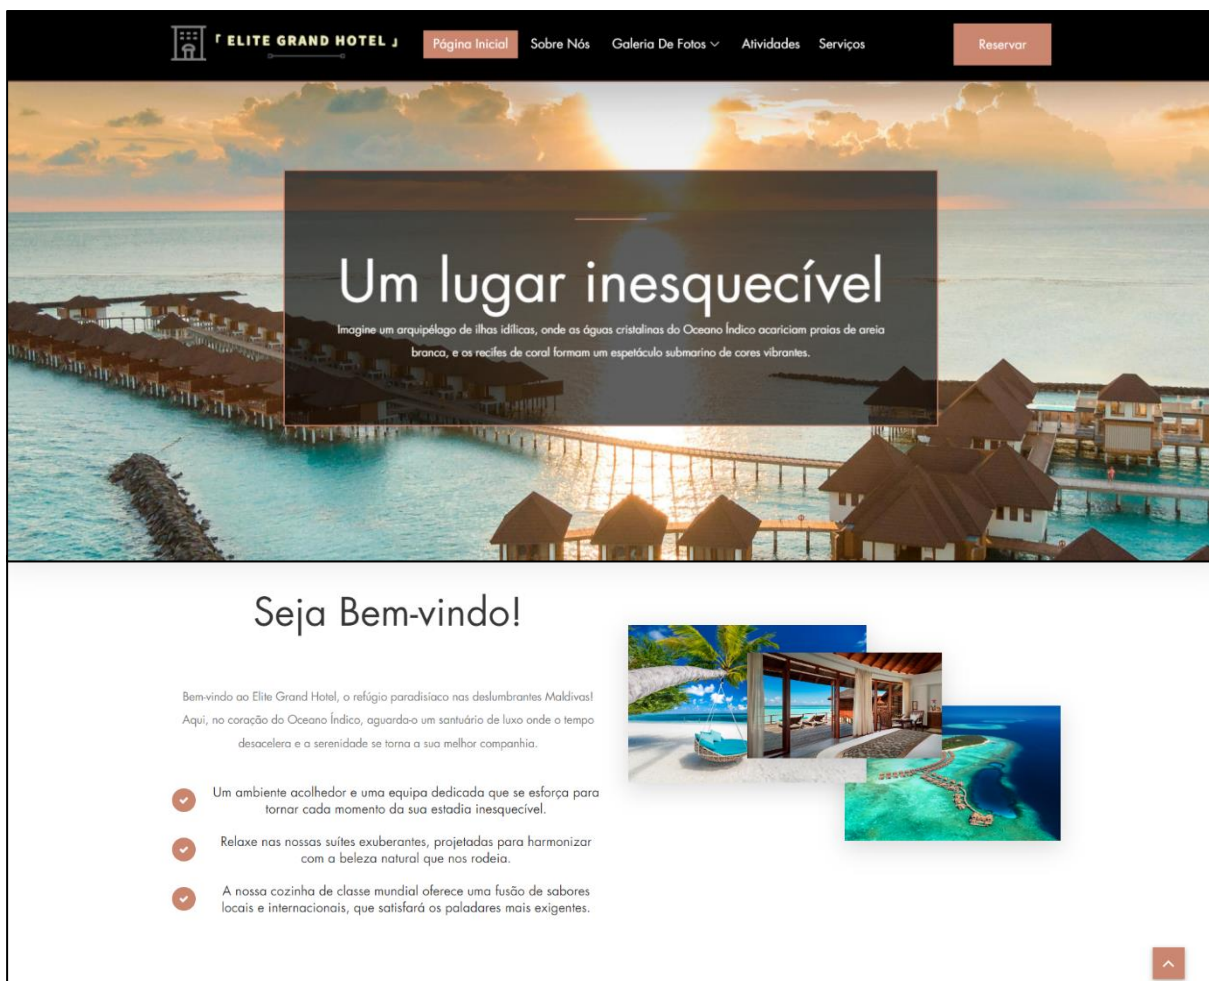 「 ELITE GRAND HOTEL 」
Página Inicial
Sobre Nós
Galeria De Fotos
Atividades
Serviços
Reservar
Um lugar inesquecível
Imagine um arquipélago de ilhas idílicas, onde as águas cristalinas do Oceano Índico acariciam praias de areia
branca, e os recifes de coral formam um espetáculo submarino de cores vibrantes.
Seja Bem-vindo!
Bem-vindo ao Elite Grand Hotel, o refúgio paradisíaco nas deslumbrantes Maldivas!
Aqui, no coração do Oceano Índico, aguarda-o um santuário de luxo onde o tempo
desacelera e a serenidade se torna a sua melhor companhia.
Um ambiente acolhedor e uma equipa dedicada que se esforça para
tornar cada momento da sua estadia inesquecível.
Relaxe nas nossas suítes exuberantes, projetadas para harmonizar
com a beleza natural que nos rodeia.
A nossa cozinha de classe mundial oferece uma fusão de sabores
locais e internacionais, que satisfará os paladares mais exigentes.